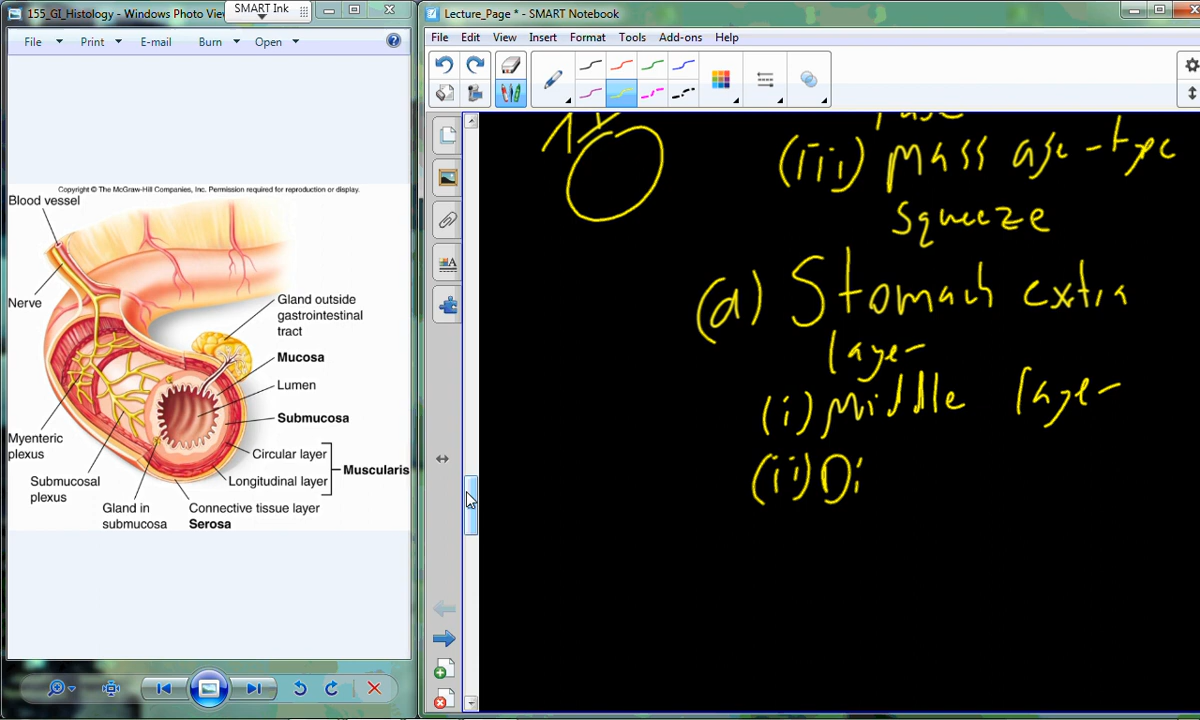 155_GI_Histology - Windows Photo View
SMART Ink
File Print E-mail Burn Open
Copyright © The McGraw-Hill Companies, Inc. Permission required for reproduction or display.
Blood vessel
Nerve
Gland outside
gastrointestinal
tract
Mucosa
Lumen
Submucosa
Circular layer
Muscularis
Longitudinal layer
Myenteric
plexus
Submucosal
plexus
Gland in
submucosa
Connective tissue layer
Serosa
Lecture_Page * - SMART Notebook
File Edit View Insert Format Tools Add-ons Help
(iii) Massage-type
squeeze
(a) Stomach extra
layer
(i) Middle layer
(ii) Di